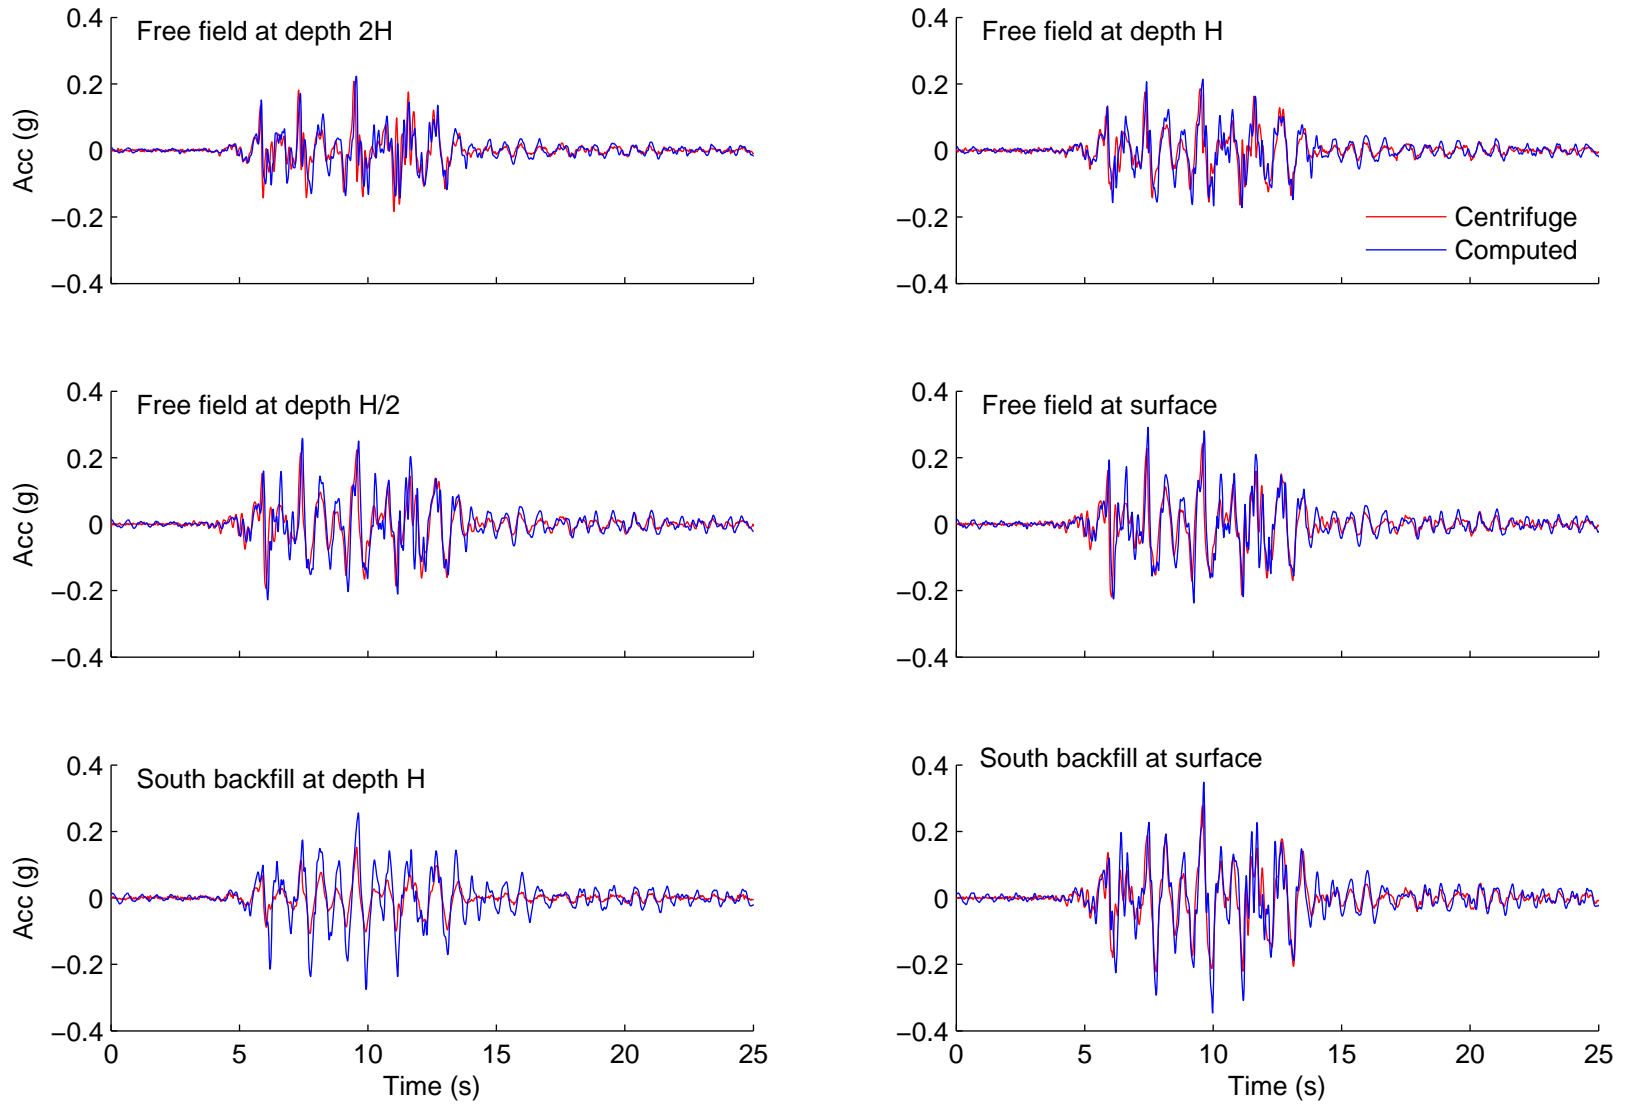 Free field at depth 2H
0.4
0.2
0
−0.2
−0.4
Acc (g)
Free field at depth H
0.4
0.2
0
−0.2
−0.4
Centrifuge
Computed
Free field at depth H/2
0.4
0.2
0
−0.2
−0.4
Acc (g)
Free field at surface
0.4
0.2
0
−0.2
−0.4
South backfill at depth H
0.4
0.2
0
−0.2
−0.4
Acc (g)
0 5 10 15 20 25
Time (s)
South backfill at surface
0.4
0.2
0
−0.2
−0.4
0 5 10 15 20 25
Time (s)